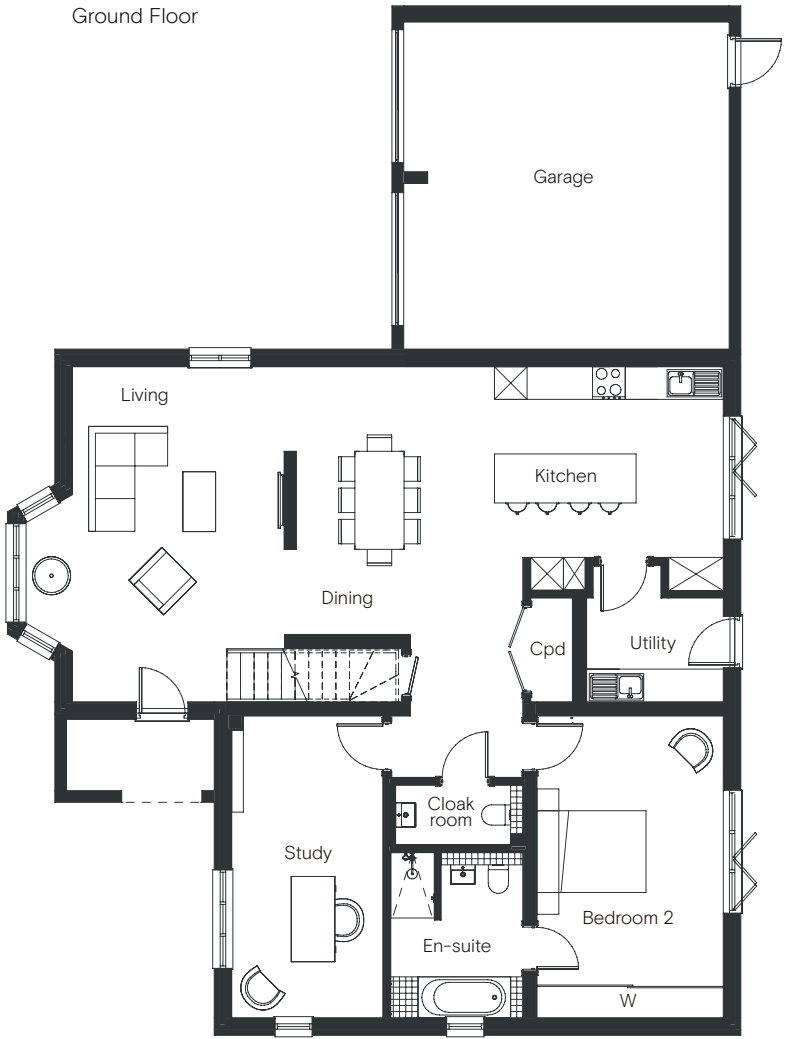 Ground Floor
Garage
Living
Kitchen
Dining
Cpd
Utility
Cloak
room
Study
Bedroom 2
En-suite
W